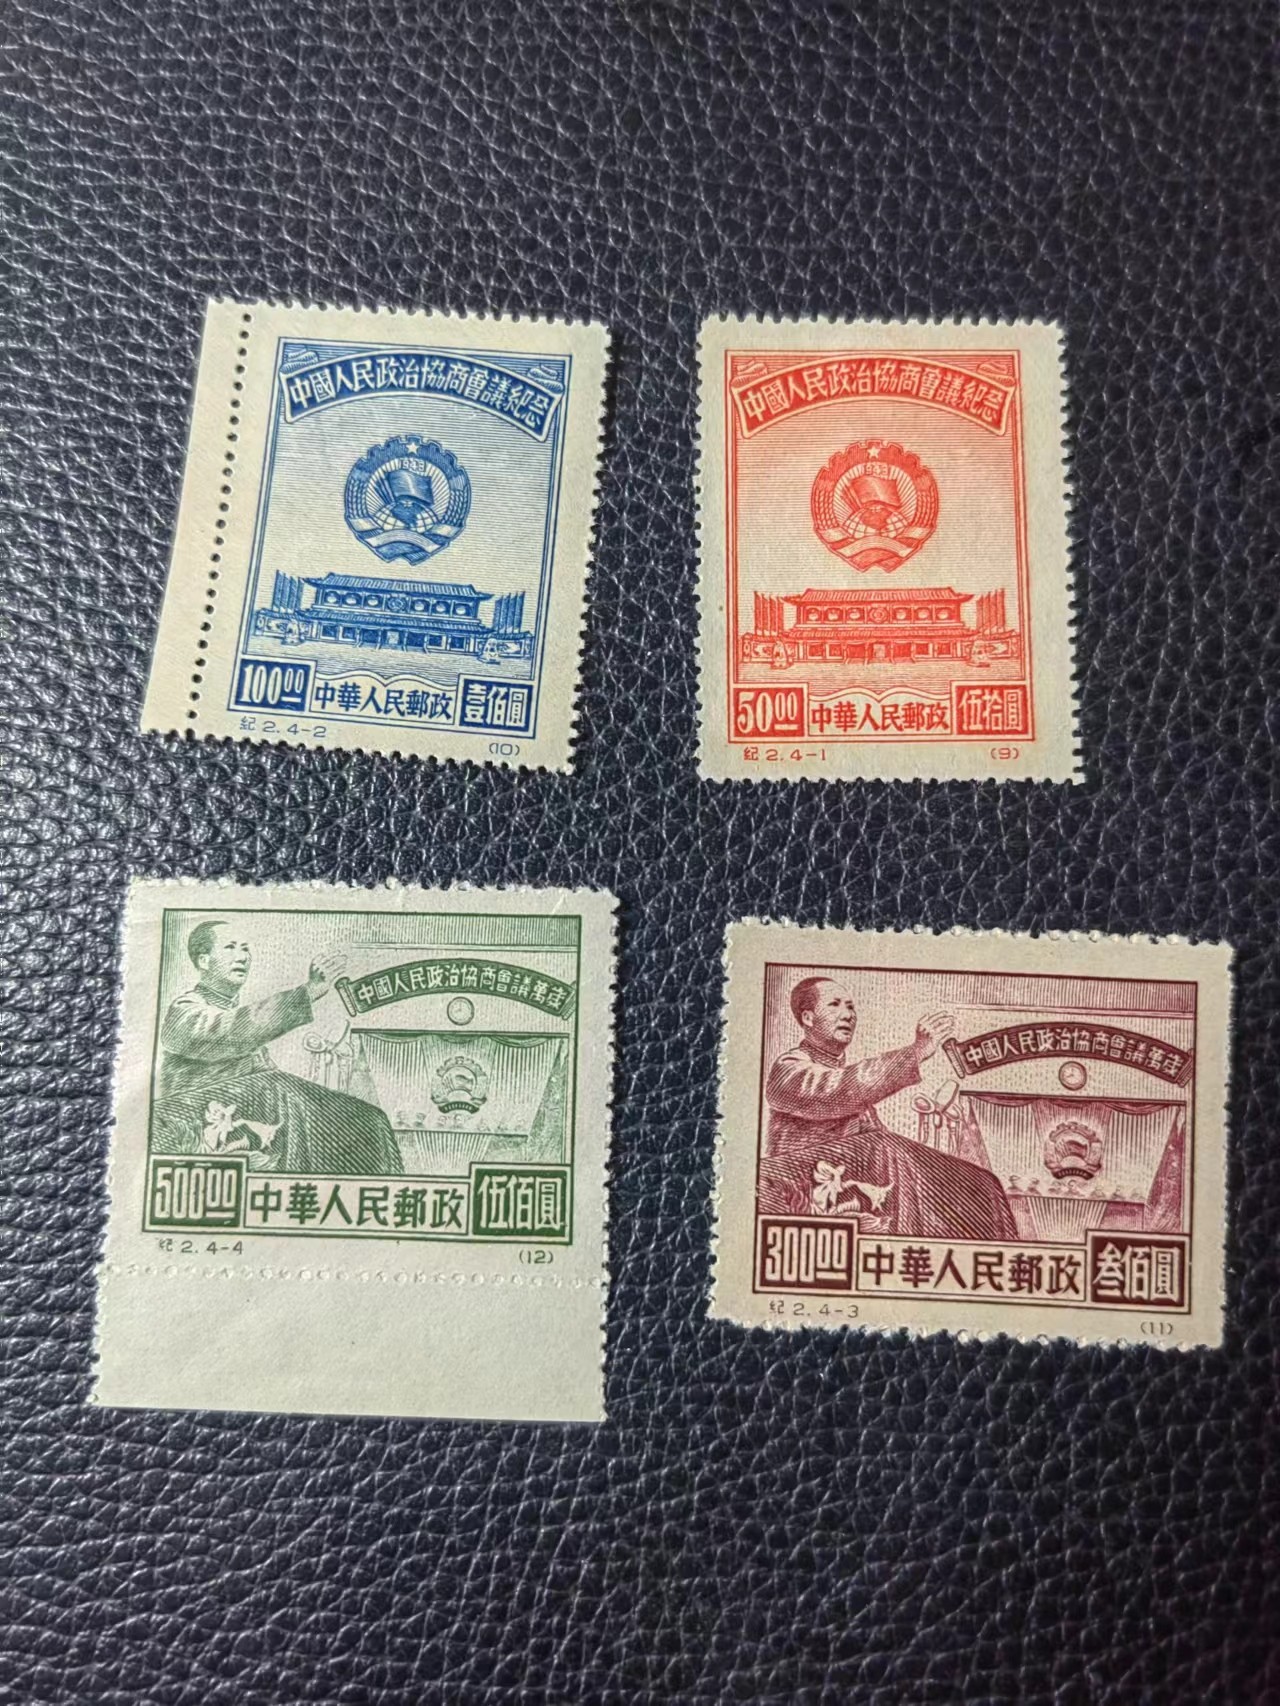 中國人民政治協商會議紀念
1949
100.00 中華人民郵政 壹佰圓
紀 2. 4-2 (10)
中國人民政治協商會議紀念
1949
50.00 中華人民郵政 伍拾圓
紀 2. 4-1 (9)
中國人民政治協商會議萬歲
500.00 中華人民郵政 伍佰圓
紀 2. 4-4 (12)
中國人民政治協商會議萬歲
300.00 中華人民郵政 叁佰圓
紀 2. 4-3 (11)